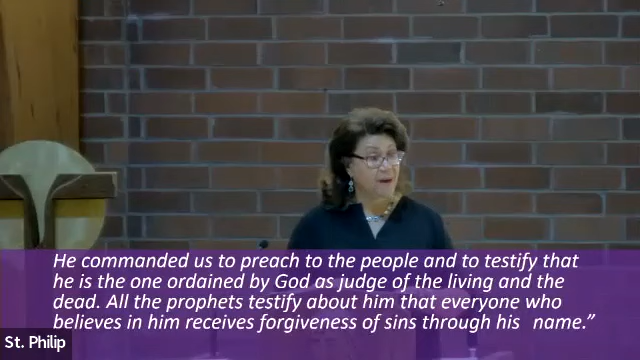 He commanded us to preach to the people and to testify that
he is the one ordained by God as judge of the living and the
dead. All the prophets testify about him that everyone who
believes in him receives forgiveness of sins through his name.”
St. Philip